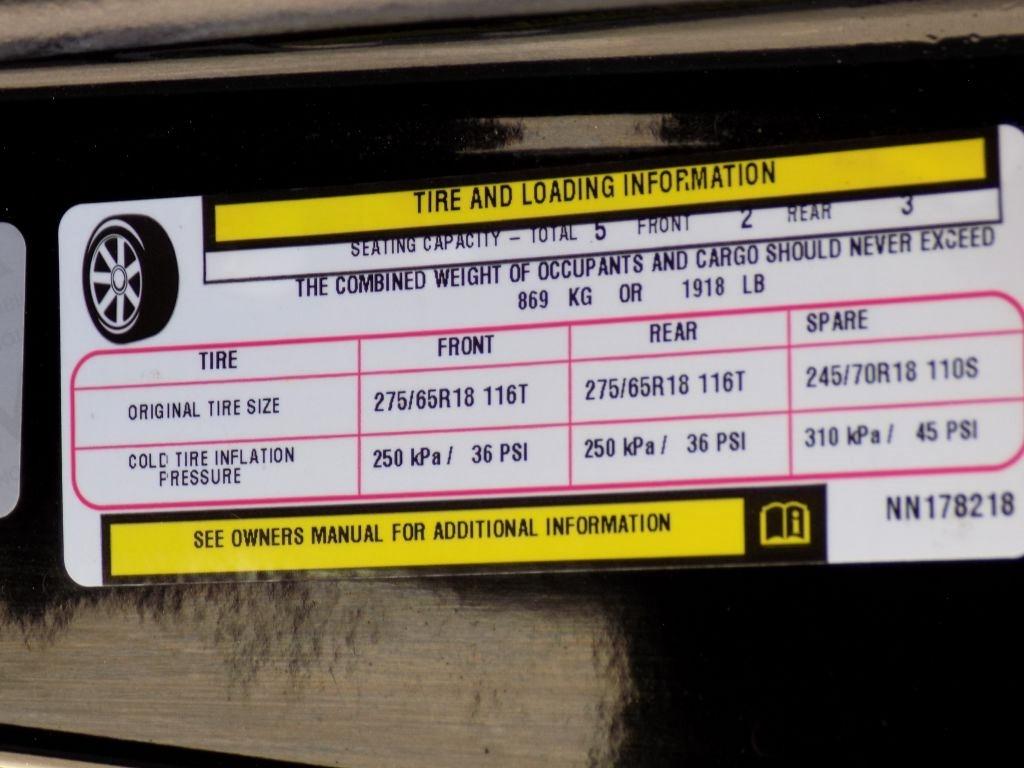 TIRE AND LOADING INFORMATION
SEATING CAPACITY – TOTAL 5 FRONT 2 REAR 3
THE COMBINED WEIGHT OF OCCUPANTS AND CARGO SHOULD NEVER EXCEED
869 KG OR 1918 LB
TIRE FRONT REAR SPARE
ORIGINAL TIRE SIZE 275/65R18 116T 275/65R18 116T 245/70R18 110S
COLD TIRE INFLATION
PRESSURE 250 kPa / 36 PSI 250 kPa / 36 PSI 310 kPa / 45 PSI
SEE OWNERS MANUAL FOR ADDITIONAL INFORMATION
NN178218